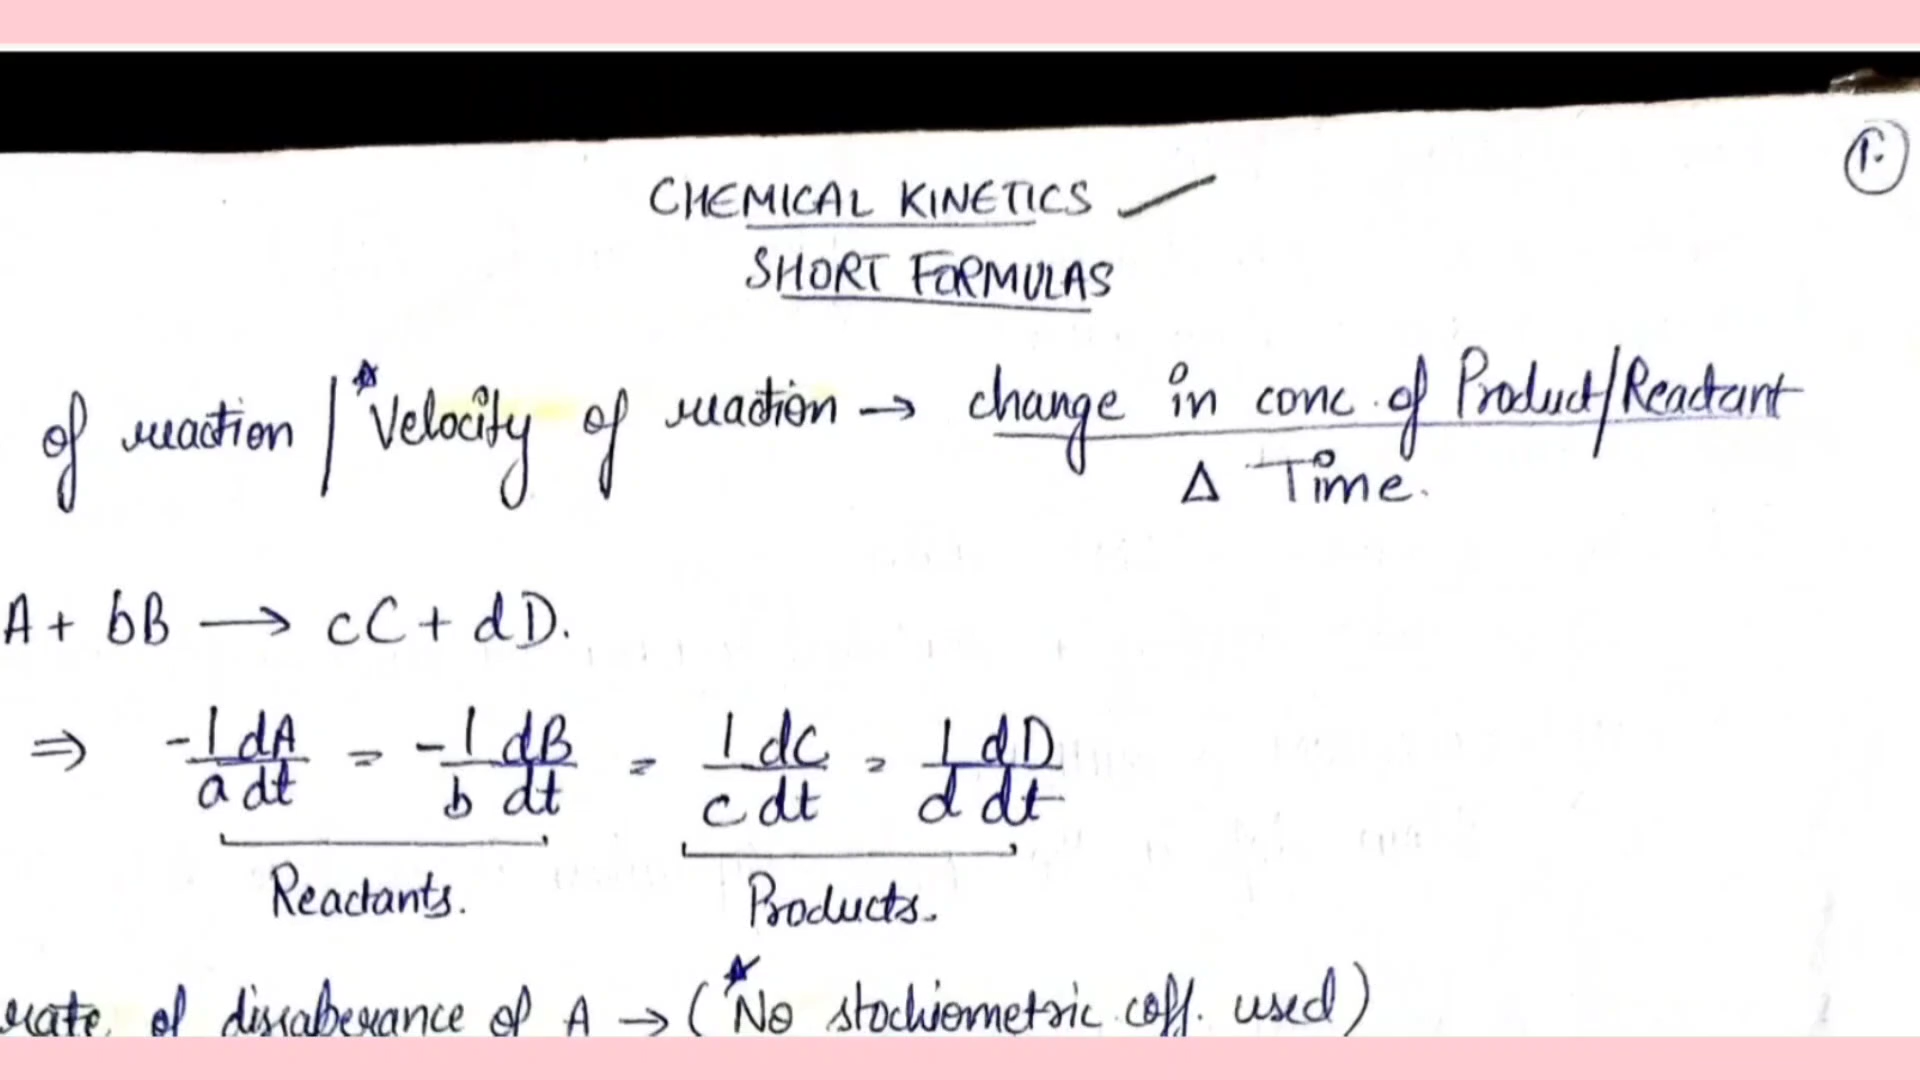 1.
CHEMICAL KINETICS
SHORT FORMULAS
of reaction / Velocity of reaction → change in conc. of Product/Reactant
Δ Time.
A + bB → cC + dD.
⇒ -1 dA / a dt = -1 dB / b dt = 1 dC / c dt = 1 dD / d dt
Reactants. Products.
rate of of A → (No stochiometric coff. used)